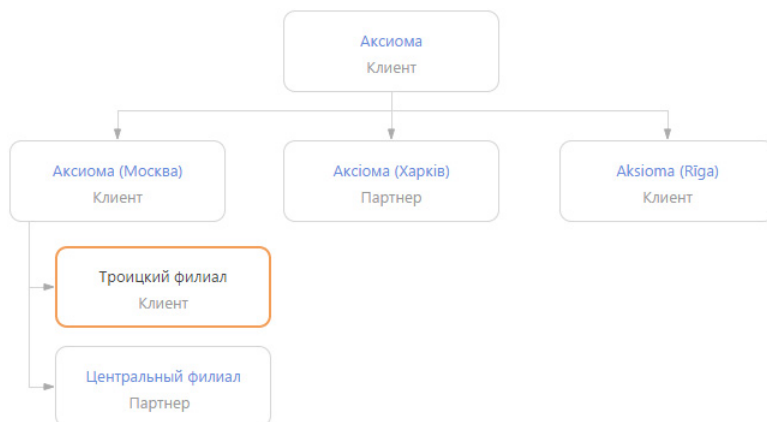 Аксиома
Клиент
Аксиома (Москва)
Клиент
Аксіома (Харків)
Партнер
Aksioma (Rīga)
Клиент
Троицкий филиал
Клиент
Центральный филиал
Партнер